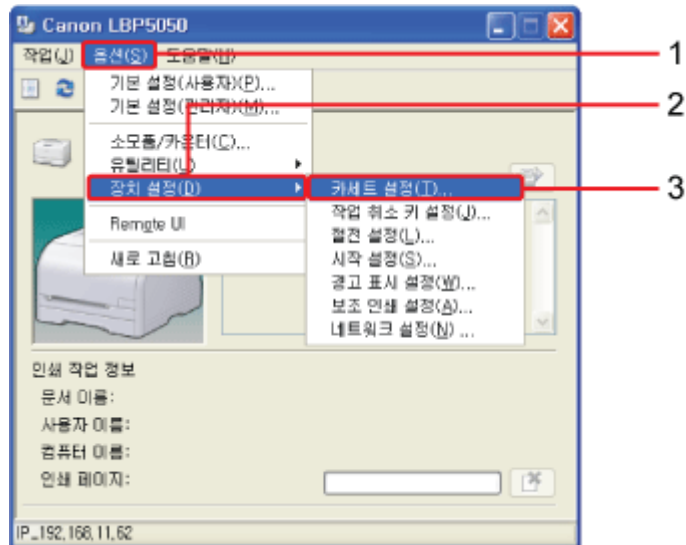 Canon LBP5050
작업(J) 옵션(S) 도움말(H)
1
기본 설정(사용자)(P)...
기본 설정(관리자)(M)...
2
소모품/카운터(C)...
유틸리티(U)
장치 설정(D)
카세트 설정(T)...
3
작업 취소 키 설정(J)...
Remote UI
절전 설정(L)...
시작 설정(S)...
새로 고침(R)
경고 표시 설정(W)...
보조 인쇄 설정(A)...
네트워크 설정(N) ...
인쇄 작업 정보
문서 이름:
사용자 이름:
컴퓨터 이름:
인쇄 페이지:
IP_192,168,11,62